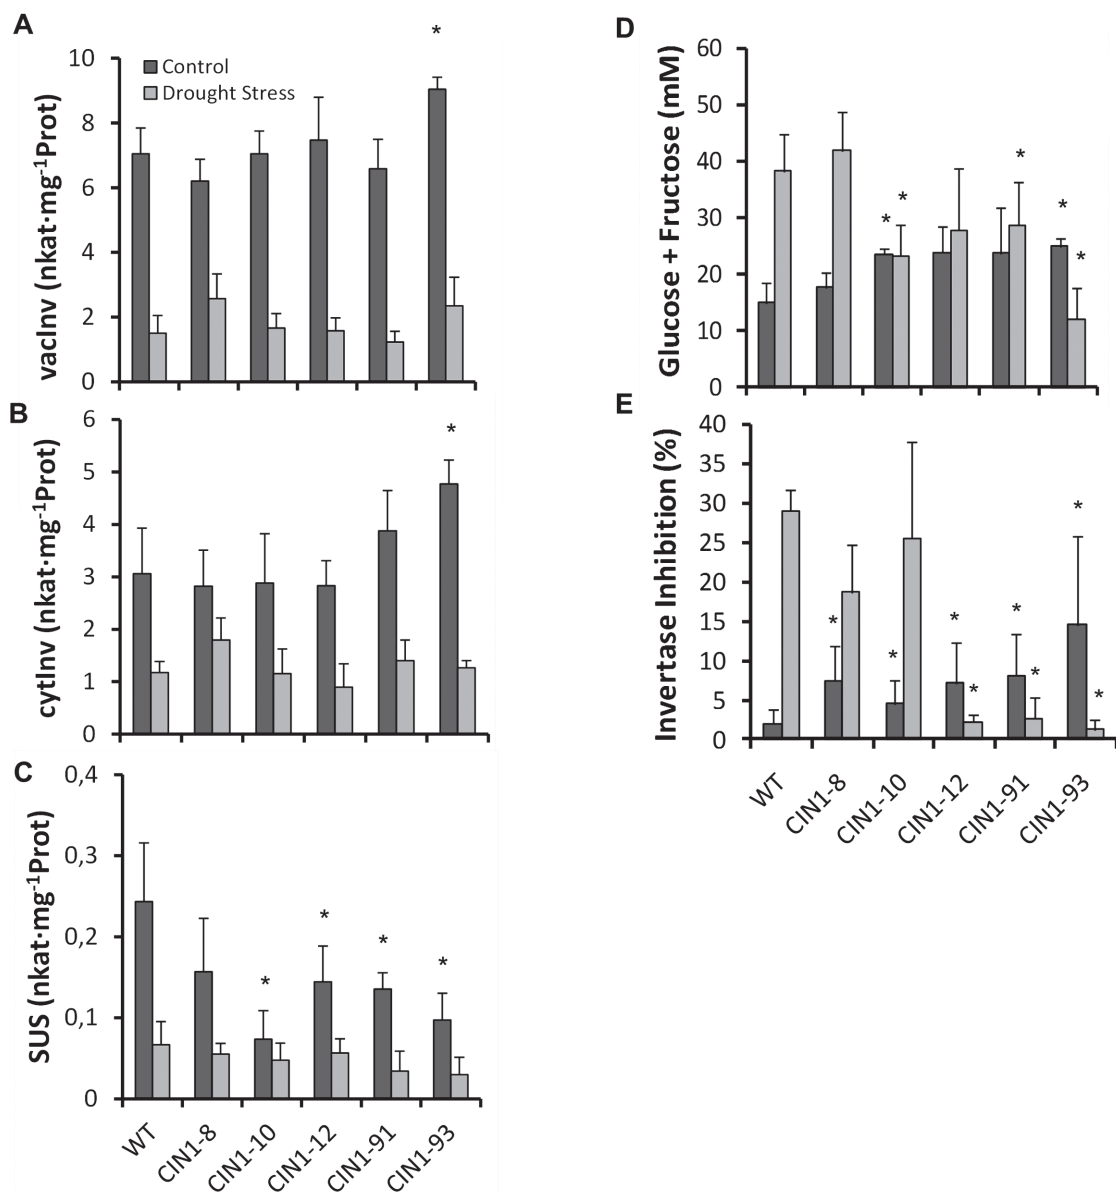 A
*
10
8
6
4
2
0
vacInv (nkat·mg⁻¹Prot)
Control
Drought Stress
B
*
6
5
4
3
2
1
0
cytInv (nkat·mg⁻¹Prot)
C
0,4
0,3
0,2
0,1
0
SUS (nkat·mg⁻¹Prot)
* * * *
WT CIN1-8 CIN1-10 CIN1-12 CIN1-91 CIN1-93
D
60
50
40
30
20
10
0
Glucose + Fructose (mM)
* * * * *
E
40
35
30
25
20
15
10
5
0
Invertase Inhibition (%)
* * * * * * * *
WT CIN1-8 CIN1-10 CIN1-12 CIN1-91 CIN1-93